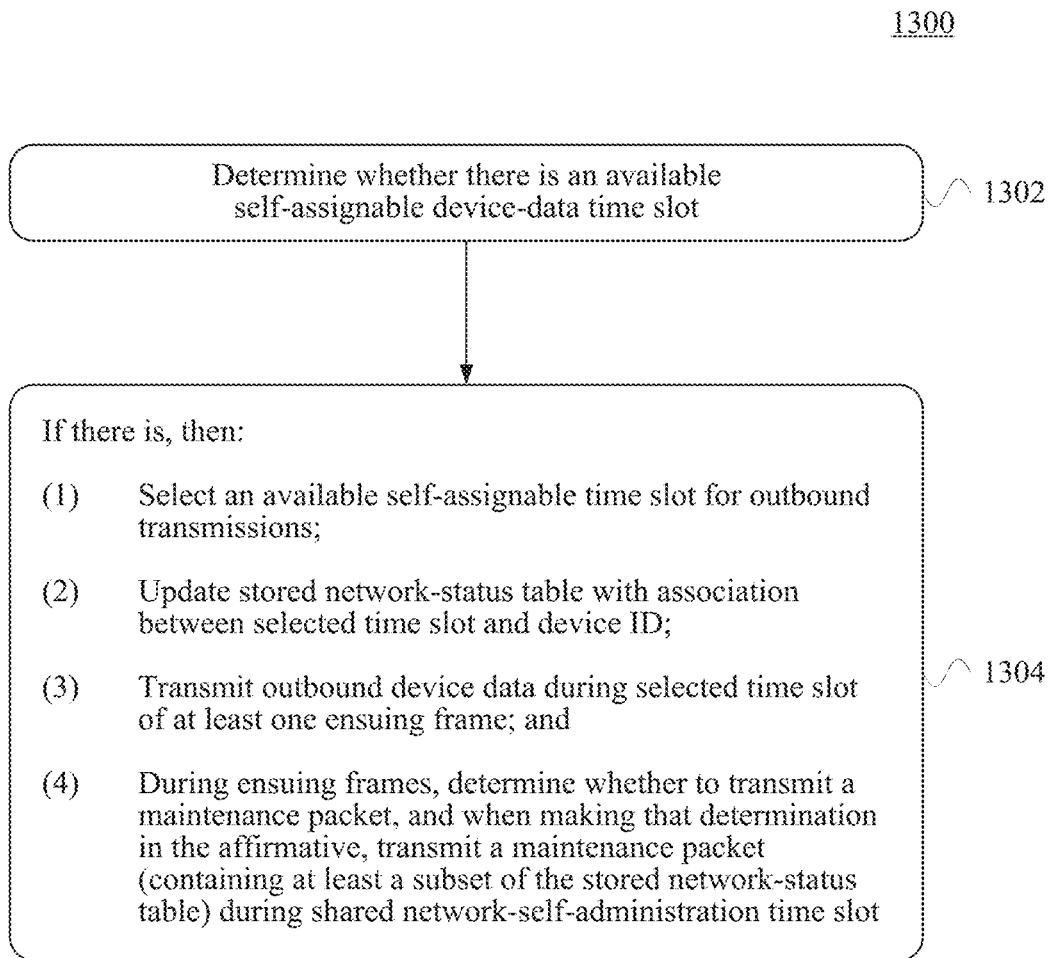 1300
Determine whether there is an available
self-assignable device-data time slot
1302
If there is, then:
(1) Select an available self-assignable time slot for outbound
transmissions;
(2) Update stored network-status table with association
between selected time slot and device ID;
(3) Transmit outbound device data during selected time slot
of at least one ensuing frame; and
1304
(4) During ensuing frames, determine whether to transmit a
maintenance packet, and when making that determination
in the affirmative, transmit a maintenance packet
(containing at least a subset of the stored network-status
table) during shared network-self-administration time slot